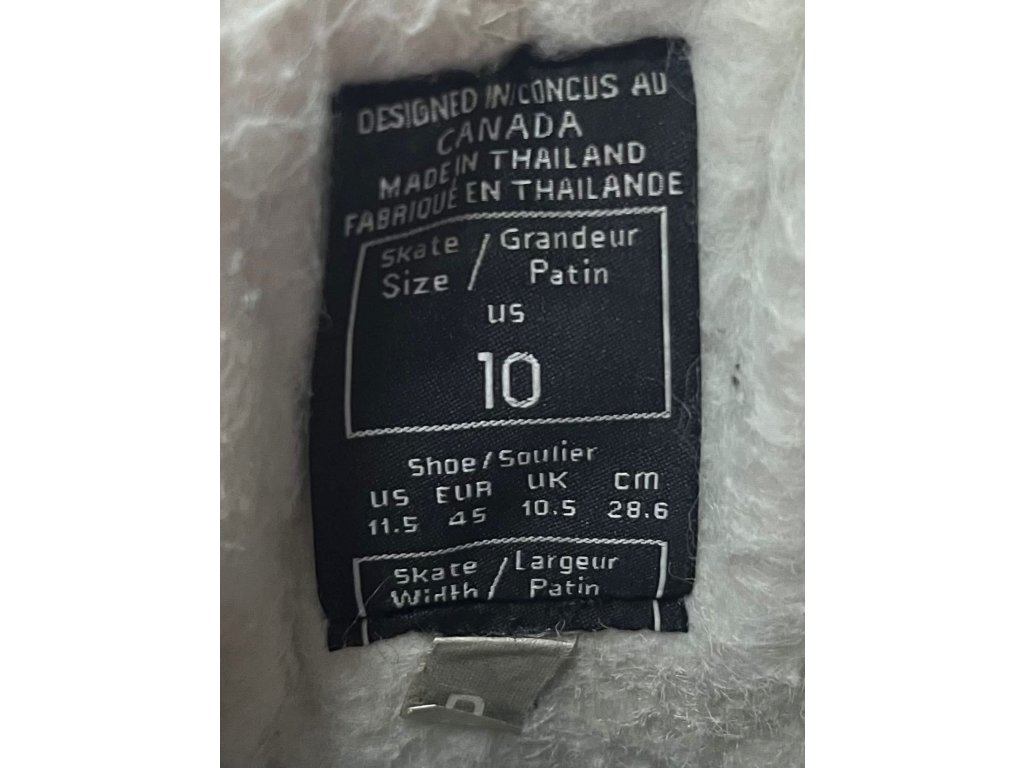 DESIGNED IN/CONCUS AU
CANADA
MADE IN THAILAND
FABRIQUÉ EN THAILANDE
Skate / Grandeur
Size / Patin
US
10
Shoe/Soulier
US EUR UK cm
11.5 45 10.5 28.6
Skate / Largeur
Width / Patin